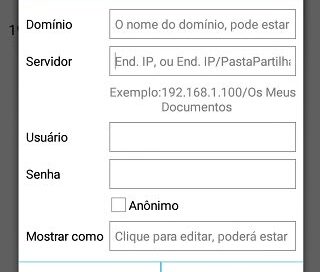 Domínio O nome do domínio, pode estar
Servidor End. IP, ou End. IP/PastaPartilha
Exemplo:192.168.1.100/Os Meus
Documentos
Usuário
Senha
Anônimo
Mostrar como Clique para editar, poderá estar